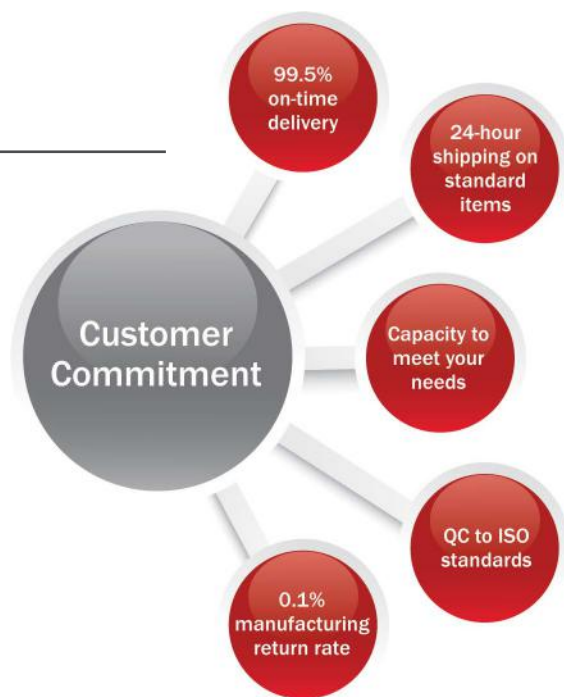 99.5%
on-time
delivery
24-hour
shipping on
standard
items
Customer
Commitment
Capacity to
meet your
needs
QC to ISO
standards
0.1%
manufacturing
return rate